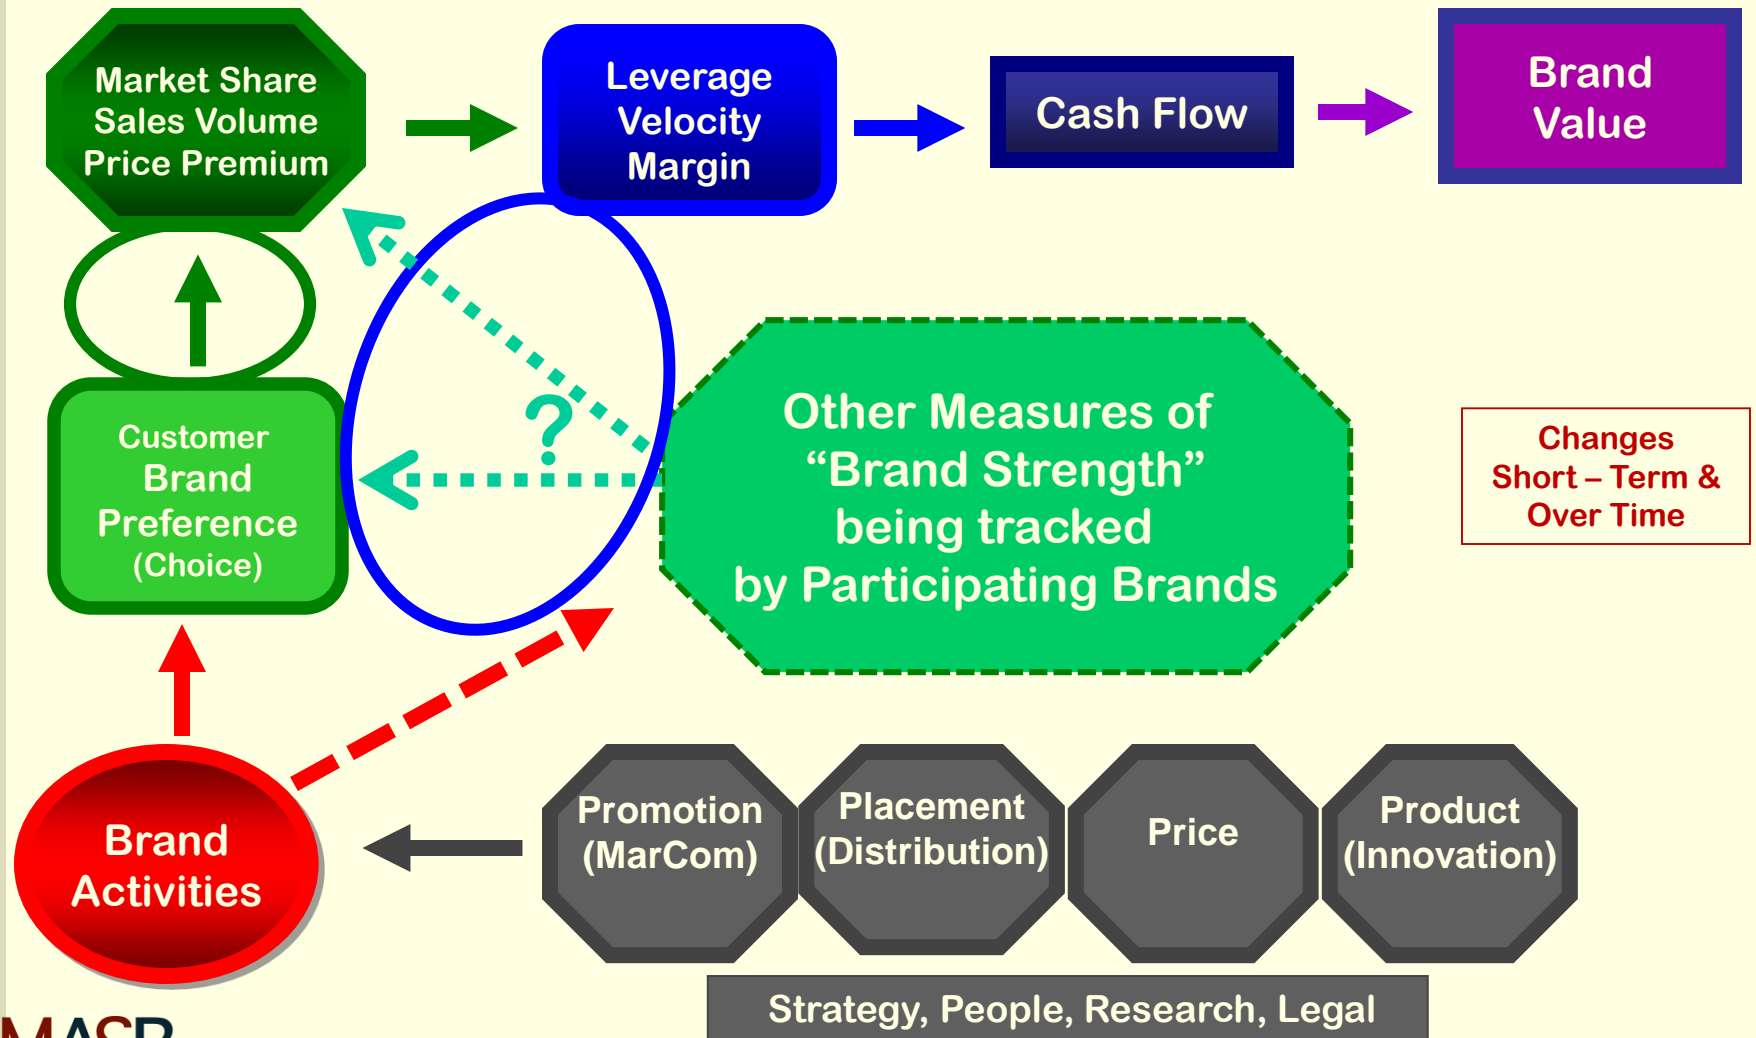 Market Share
Sales Volume
Price Premium
Leverage
Velocity
Margin
Cash Flow
Brand
Value
Customer
Brand
Preference
(Choice)
?
Other Measures of
“Brand Strength”
being tracked
by Participating Brands
Changes
Short – Term &
Over Time
Brand
Activities
Promotion
(MarCom)
Placement
(Distribution)
Price
Product
(Innovation)
Strategy, People, Research, Legal